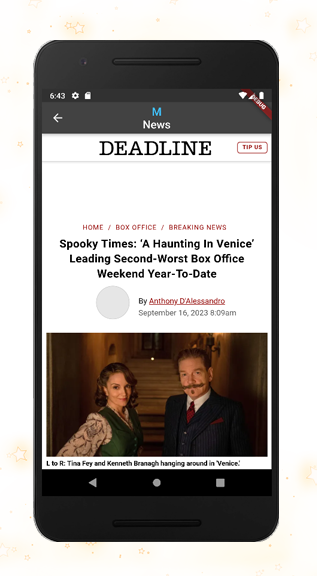 6:43
DEBUG
M
News
DEADLINE
TIP US
HOME / BOX OFFICE / BREAKING NEWS
Spooky Times: ‘A Haunting In Venice’
Leading Second-Worst Box Office
Weekend Year-To-Date
By Anthony D'Alessandro
September 16, 2023 8:09am
L to R: Tina Fey and Kenneth Branagh hanging around in 'Venice.'